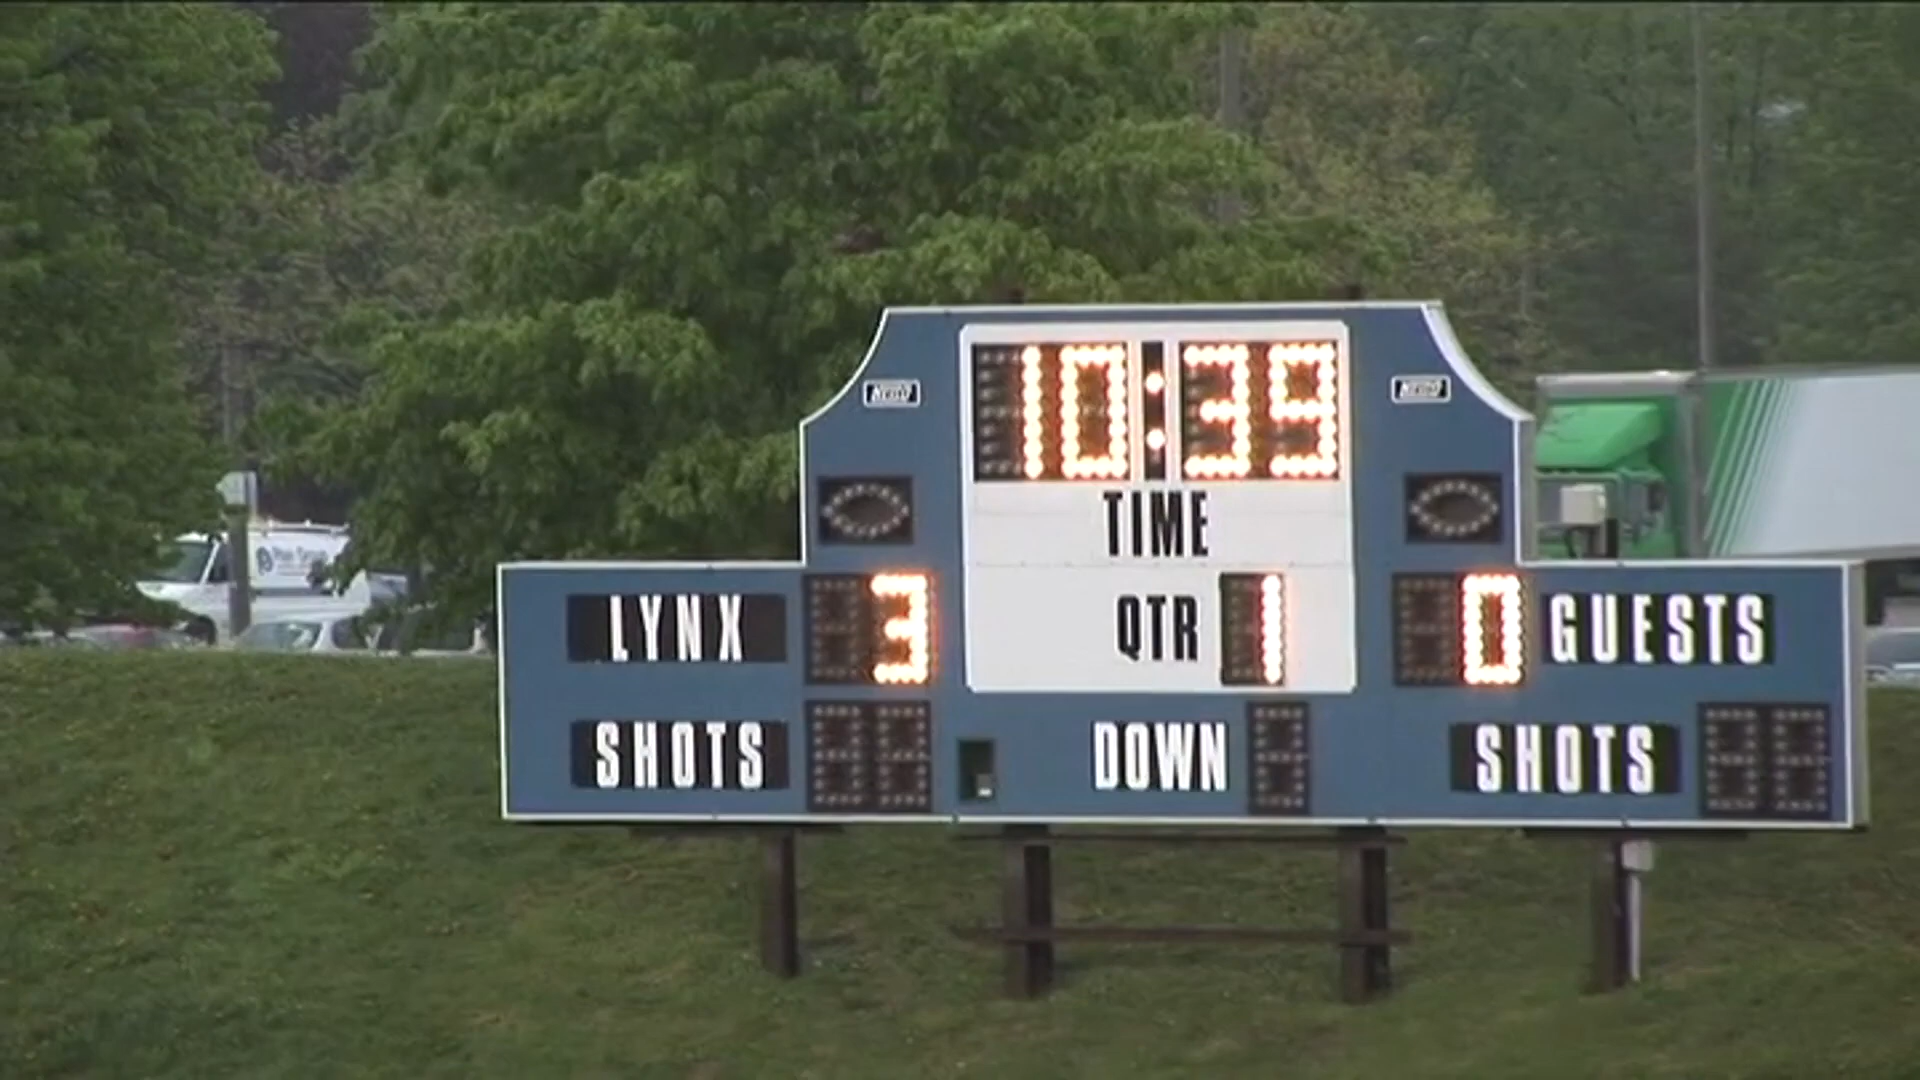 10:39
TIME
LYNX 3 QTR 1 0 GUESTS
SHOTS DOWN SHOTS